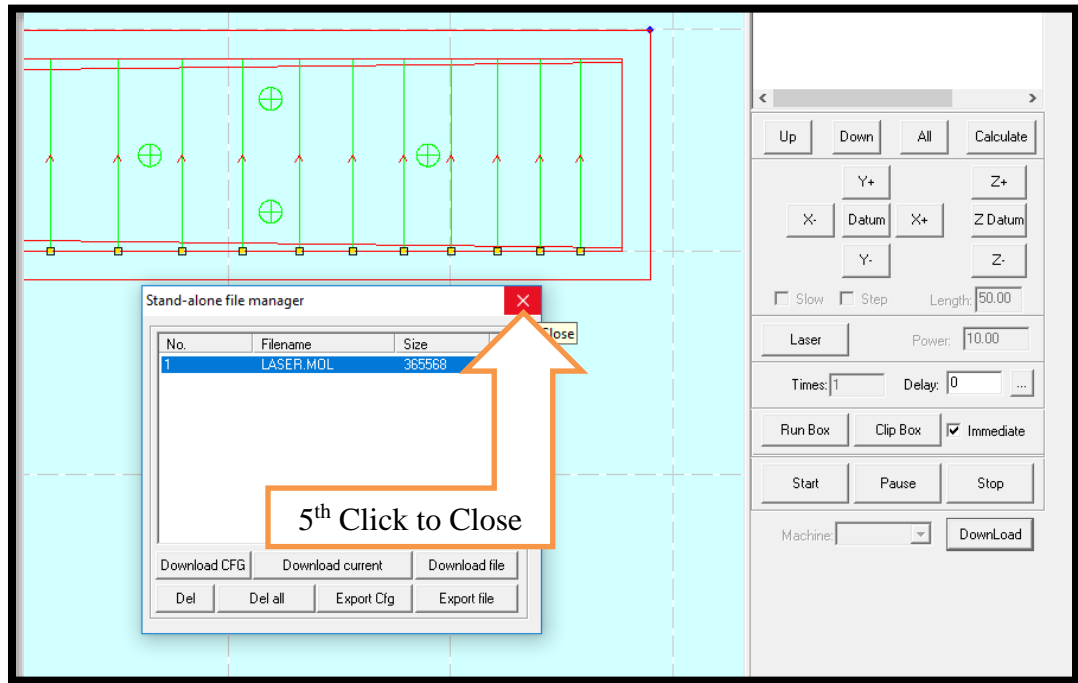 < >
Up Down All Calculate
Y+ Z+
X- Datum X+ Z Datum
Y- Z-
Slow Step Length: 50.00
Laser Power: 10.00
Times: 1 Delay: 0 ...
Run Box Clip Box Immediate
Start Pause Stop
Machine: DownLoad
Stand-alone file manager
Close
No. Filename Size
1 LASER.MOL 365568
5th Click to Close
Download CFG Download current Download file
Del Del all Export Cfg Export file